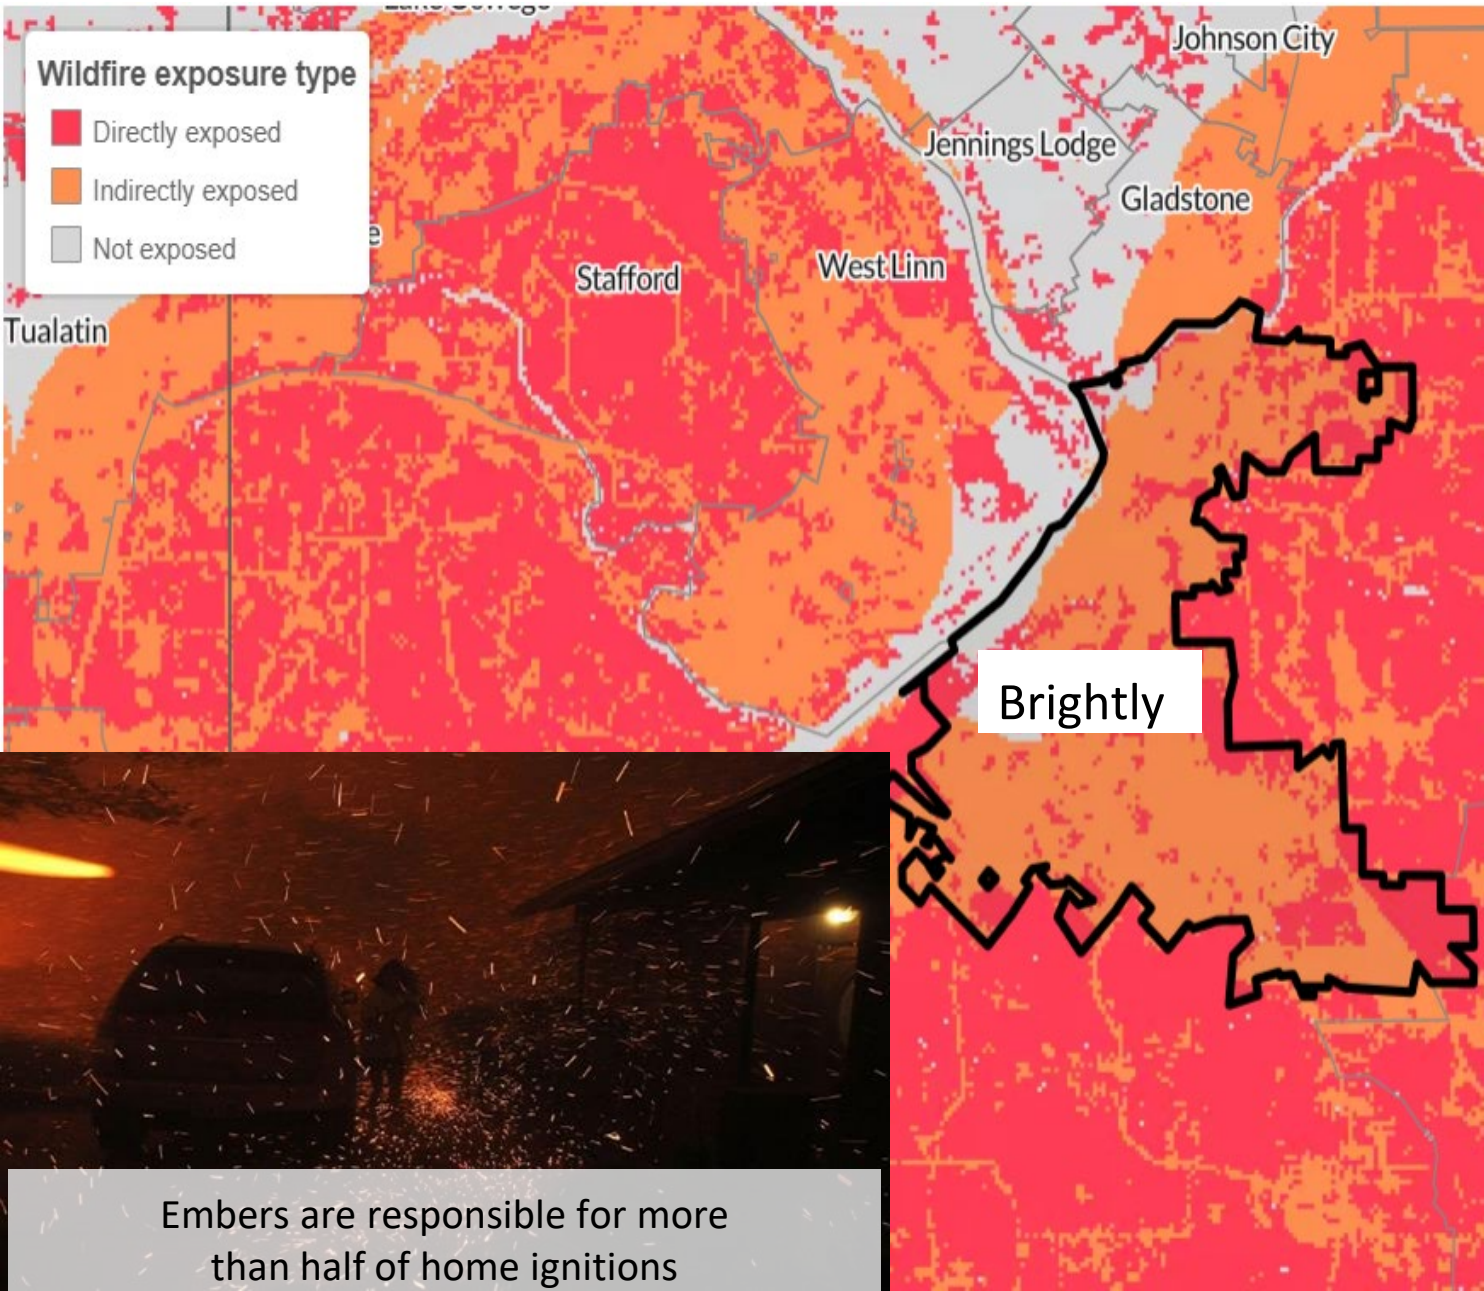 Wildfire exposure type
Directly exposed
Indirectly exposed
Not exposed
Johnson City
Jennings Lodge
Gladstone
e
Stafford
West Linn
Tualatin
Brightly
Embers are responsible for more
than half of home ignitions